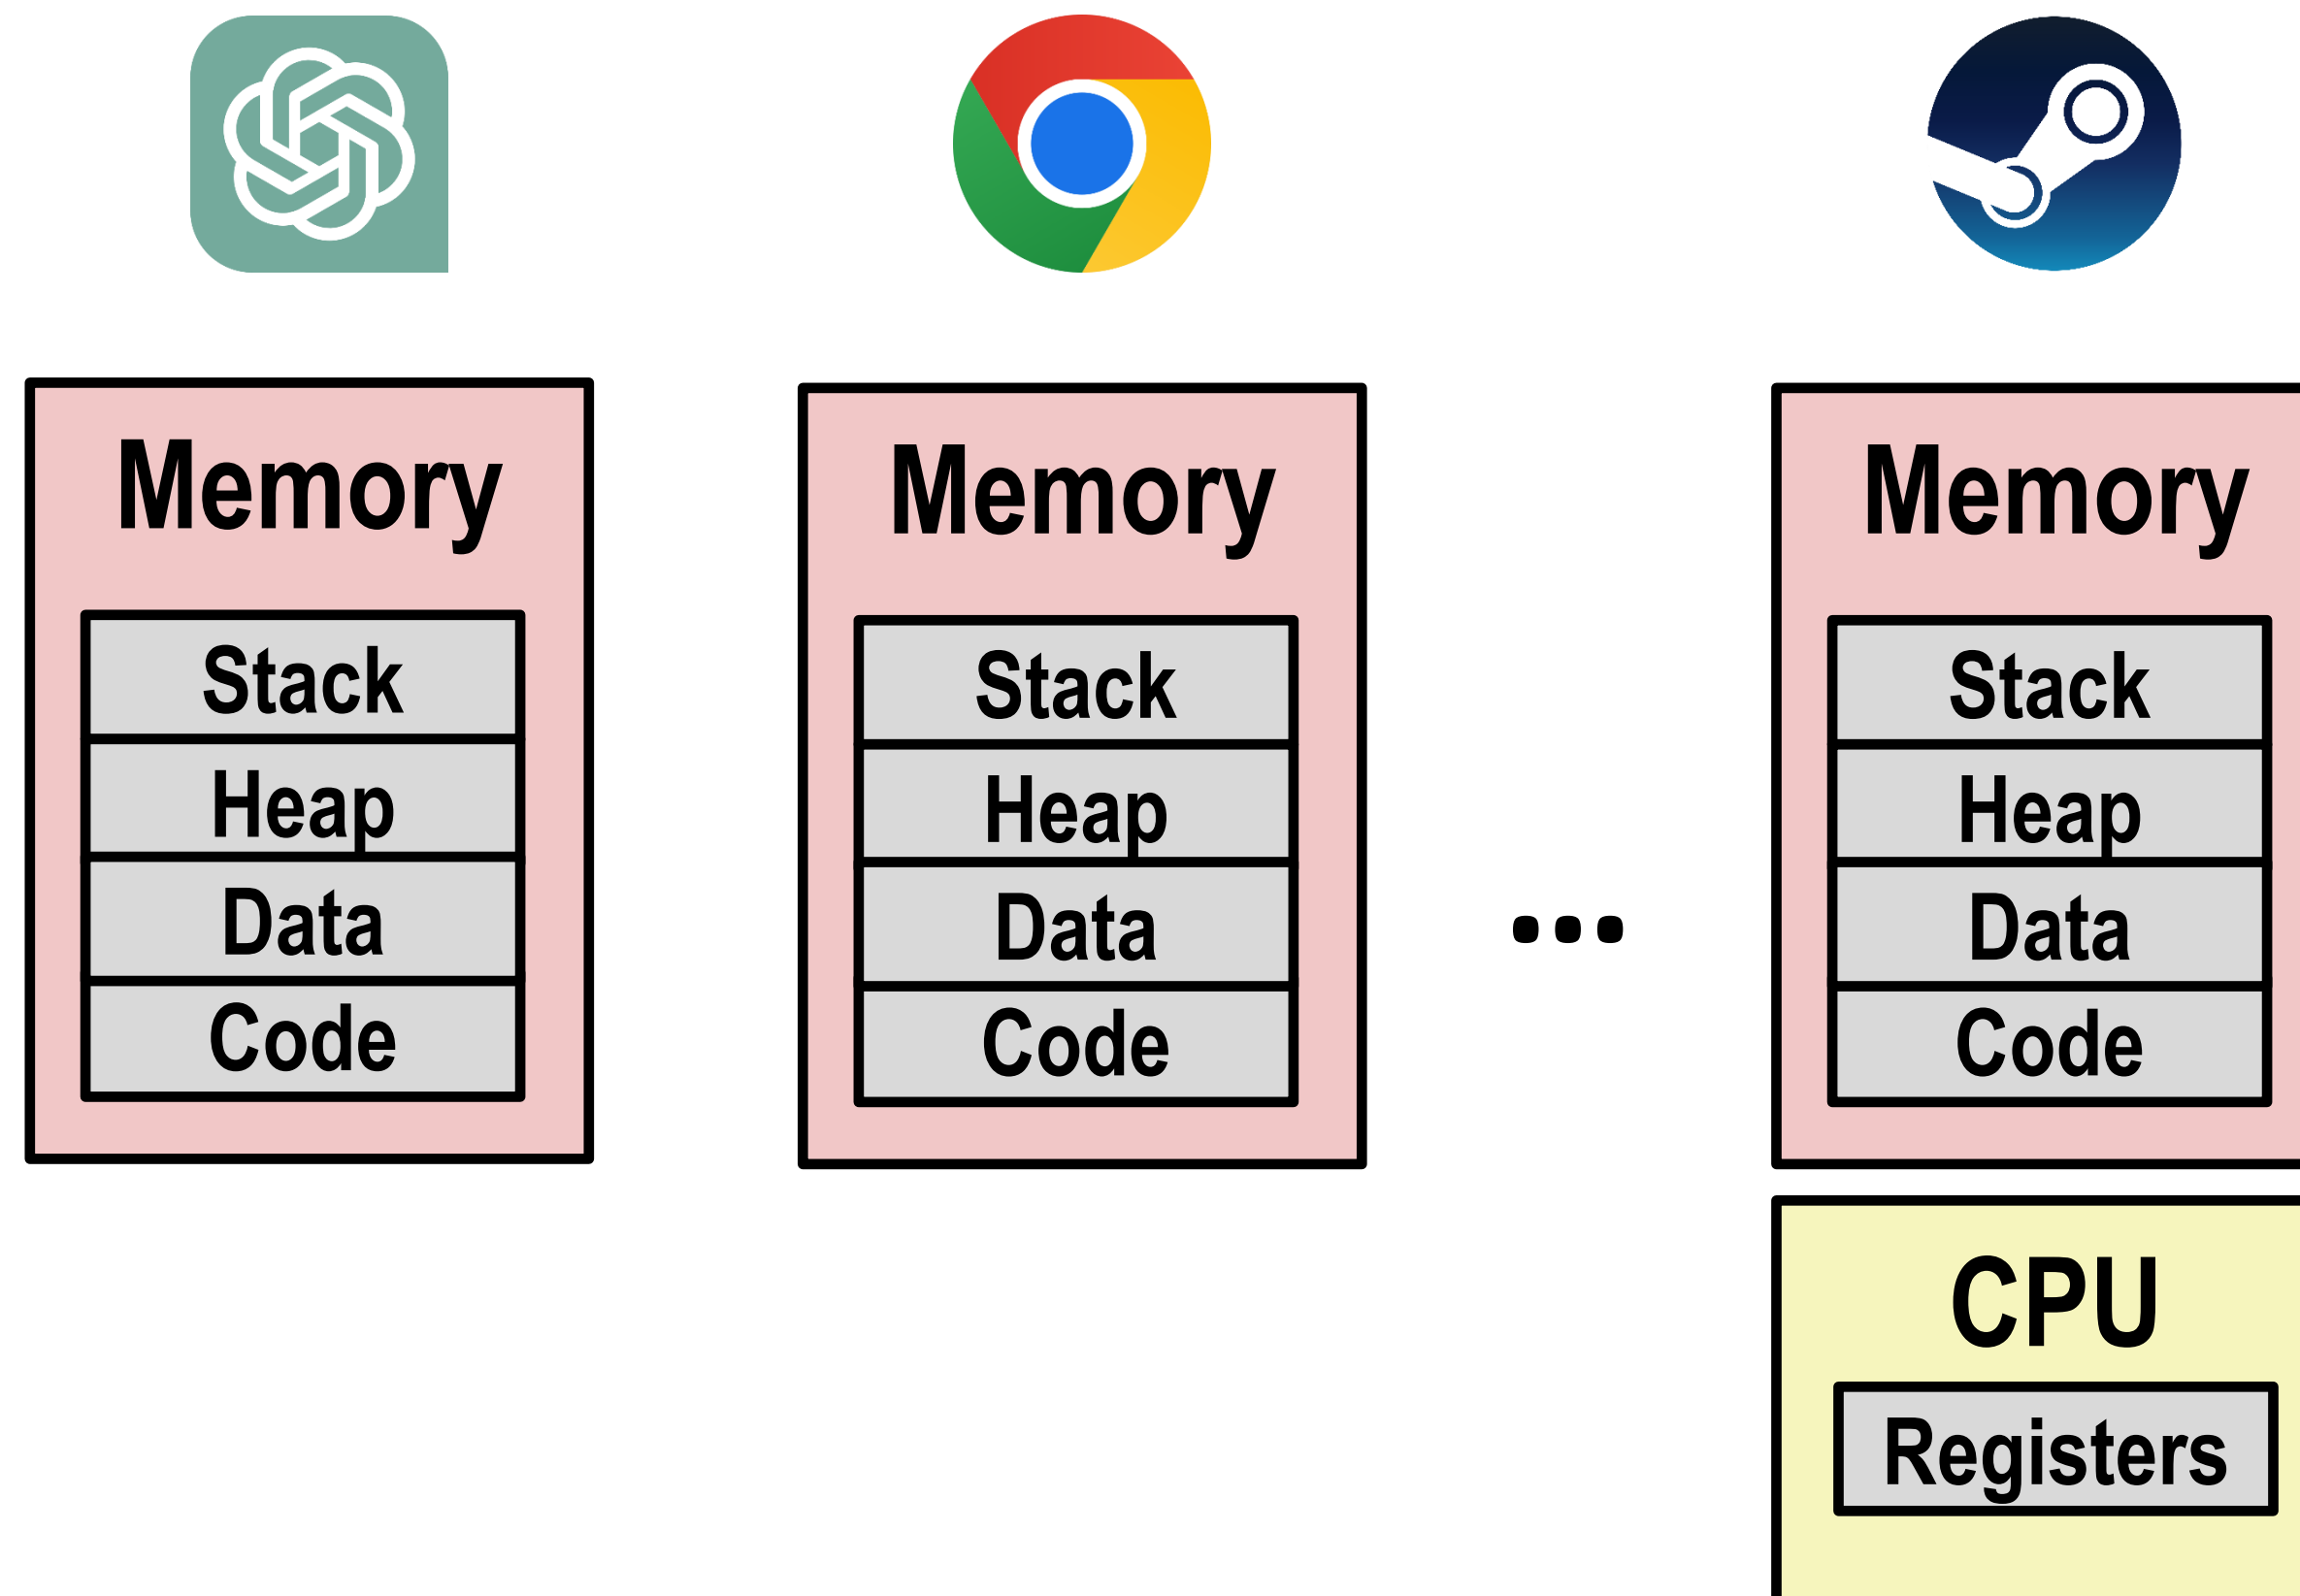 Memory
Stack
Heap
Data
Code
Memory
Stack
Heap
Data
Code
...
Memory
Stack
Heap
Data
Code
CPU
Registers